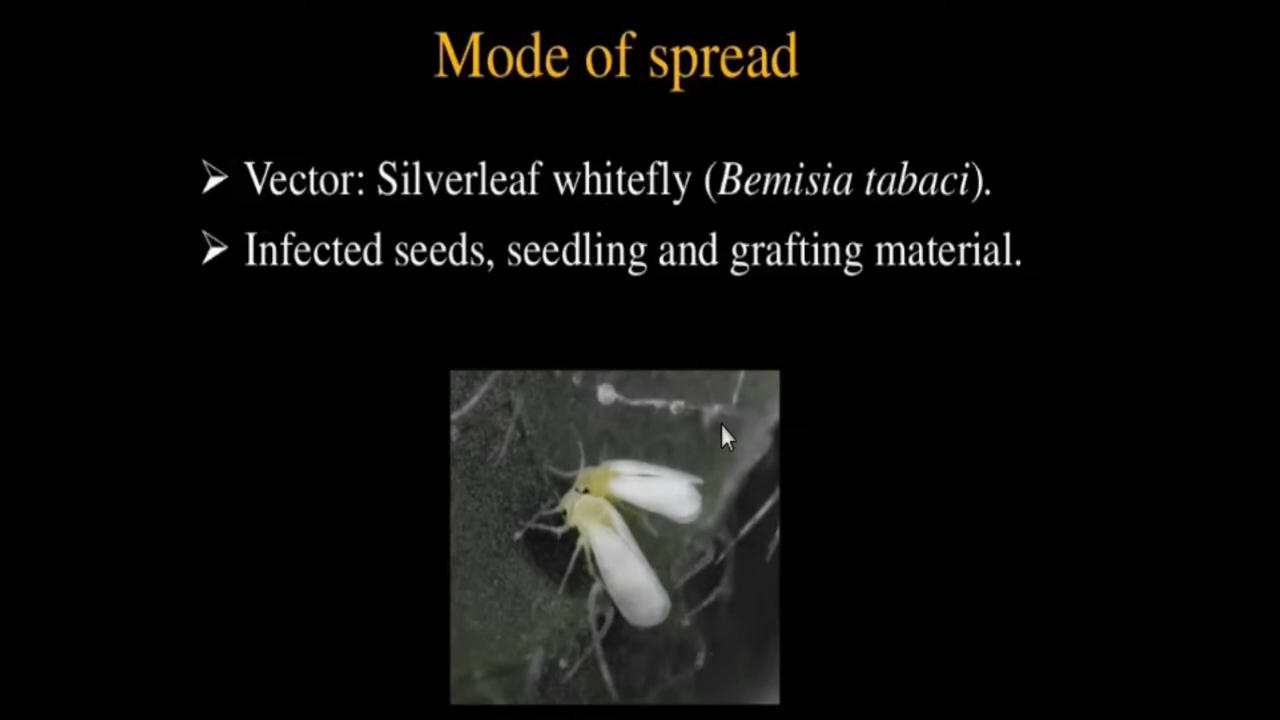 Mode of spread
➢ Vector: Silverleaf whitefly (Bemisia tabaci).
➢ Infected seeds, seedling and grafting material.